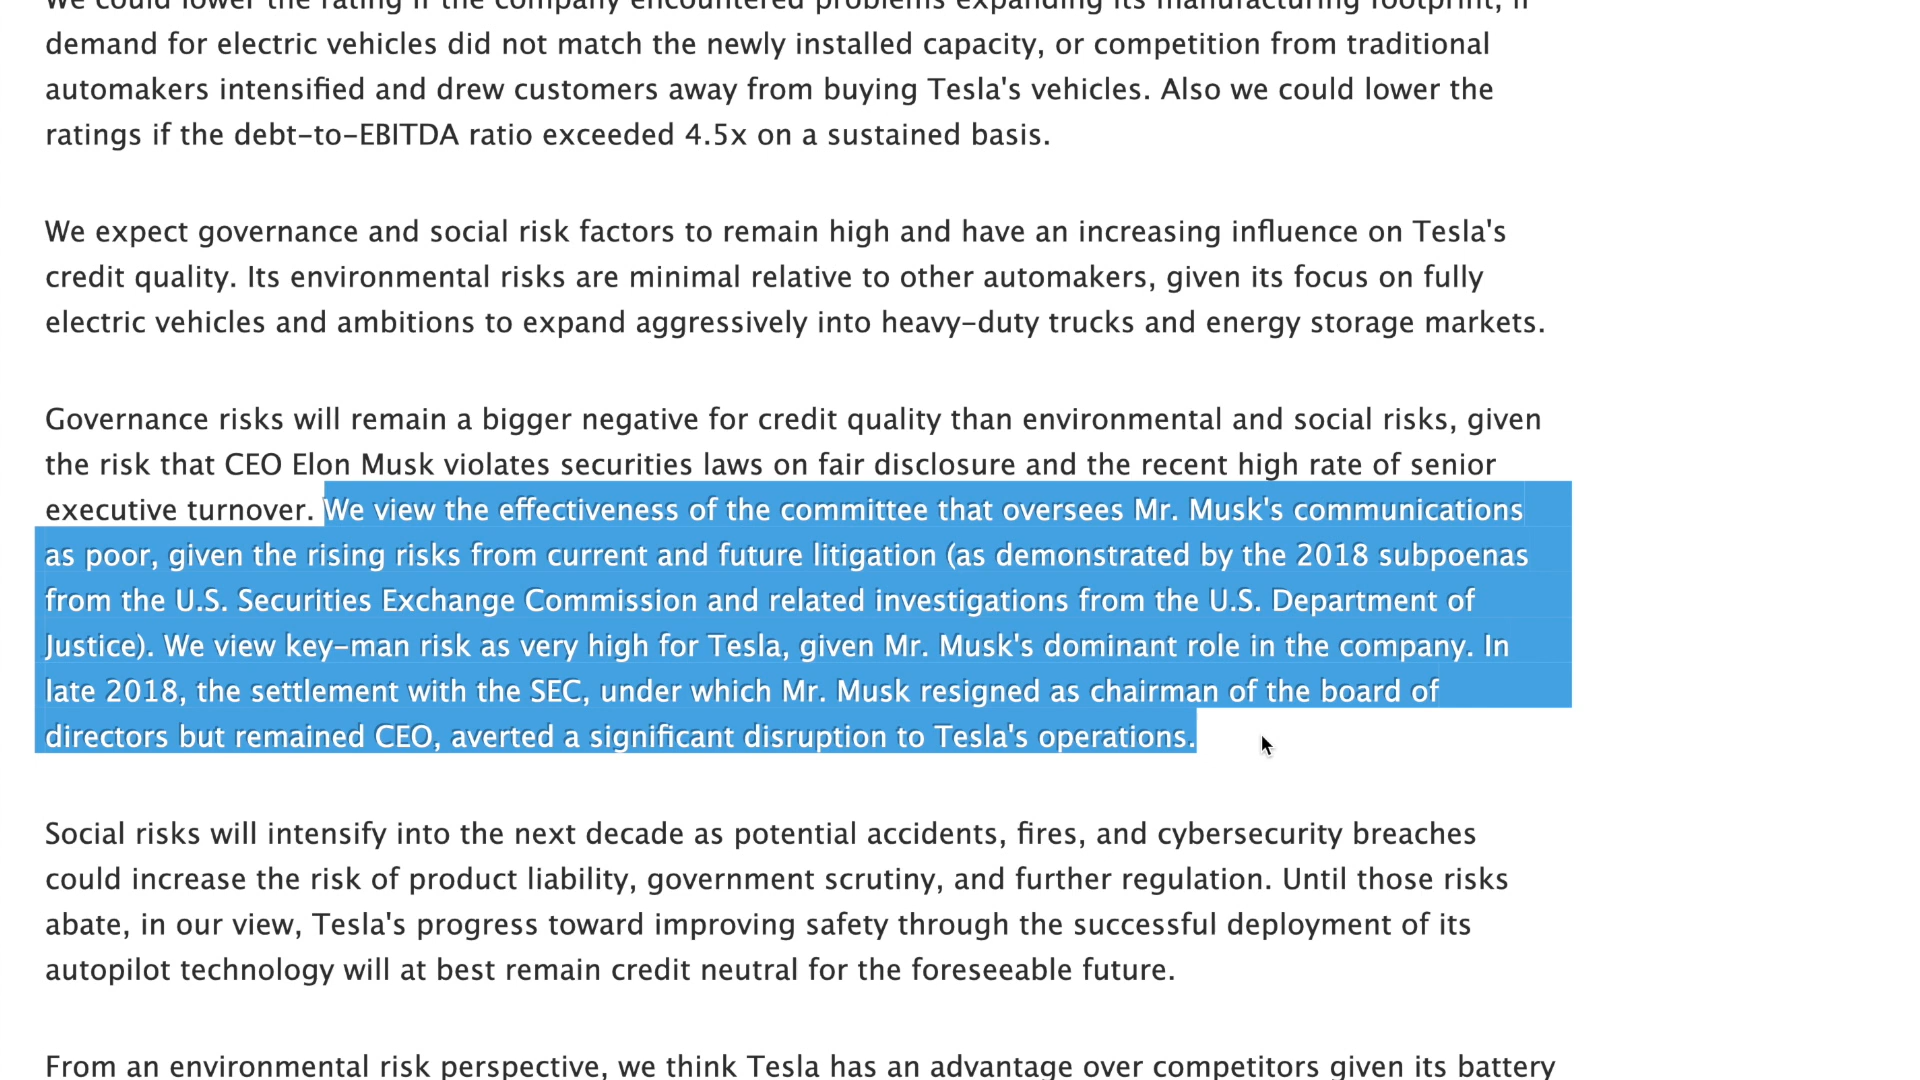 We could lower the rating if the company encountered problems expanding its manufacturing footprint, if
demand for electric vehicles did not match the newly installed capacity, or competition from traditional
automakers intensified and drew customers away from buying Tesla's vehicles. Also we could lower the
ratings if the debt-to-EBITDA ratio exceeded 4.5x on a sustained basis.
We expect governance and social risk factors to remain high and have an increasing influence on Tesla's
credit quality. Its environmental risks are minimal relative to other automakers, given its focus on fully
electric vehicles and ambitions to expand aggressively into heavy-duty trucks and energy storage markets.
Governance risks will remain a bigger negative for credit quality than environmental and social risks, given
the risk that CEO Elon Musk violates securities laws on fair disclosure and the recent high rate of senior
executive turnover. We view the effectiveness of the committee that oversees Mr. Musk's communications
as poor, given the rising risks from current and future litigation (as demonstrated by the 2018 subpoenas
from the U.S. Securities Exchange Commission and related investigations from the U.S. Department of
Justice). We view key-man risk as very high for Tesla, given Mr. Musk's dominant role in the company. In
late 2018, the settlement with the SEC, under which Mr. Musk resigned as chairman of the board of
directors but remained CEO, averted a significant disruption to Tesla's operations.
Social risks will intensify into the next decade as potential accidents, fires, and cybersecurity breaches
could increase the risk of product liability, government scrutiny, and further regulation. Until those risks
abate, in our view, Tesla's progress toward improving safety through the successful deployment of its
autopilot technology will at best remain credit neutral for the foreseeable future.
From an environmental risk perspective, we think Tesla has an advantage over competitors given its battery